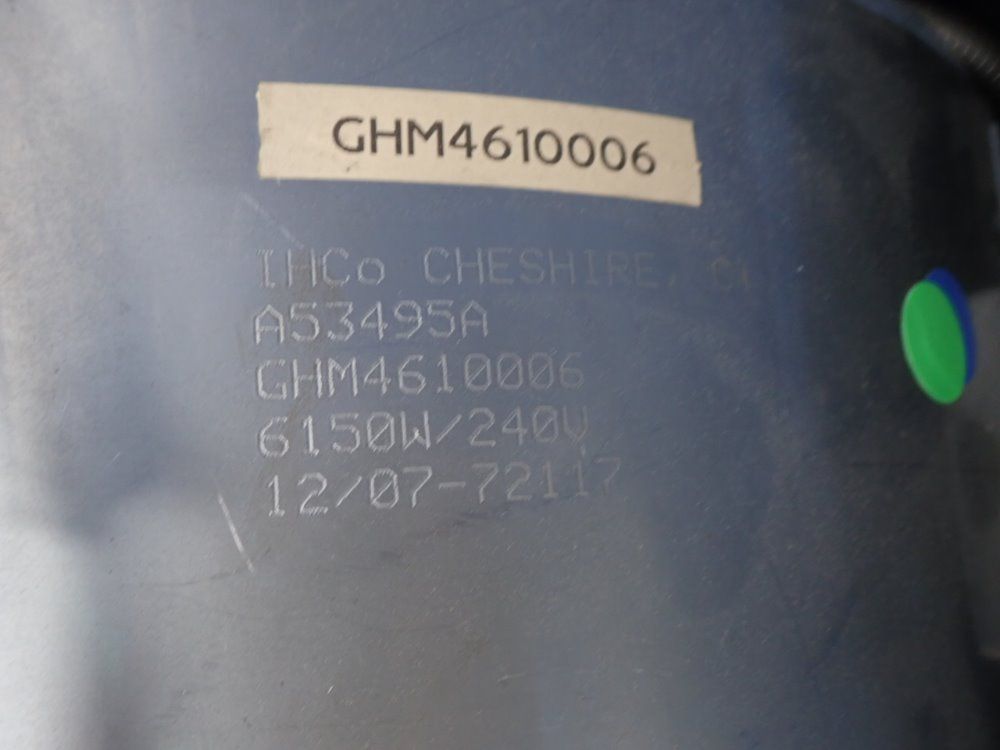 GHM4610006
IHCo CHESHIRE,
A53495A
GHM4610006
6150W/240V
12/07-72117